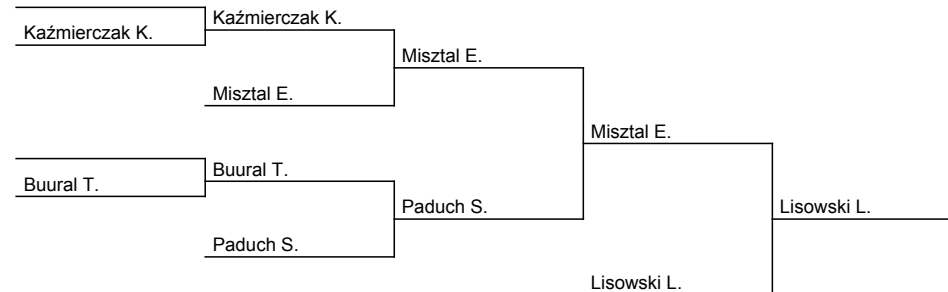 Kaźmierczak K.
Kaźmierczak K.
Misztal E.
Misztal E.
Misztal E.
Buural T.
Buural T.
Paduch S.
Lisowski L.
Paduch S.
Lisowski L.